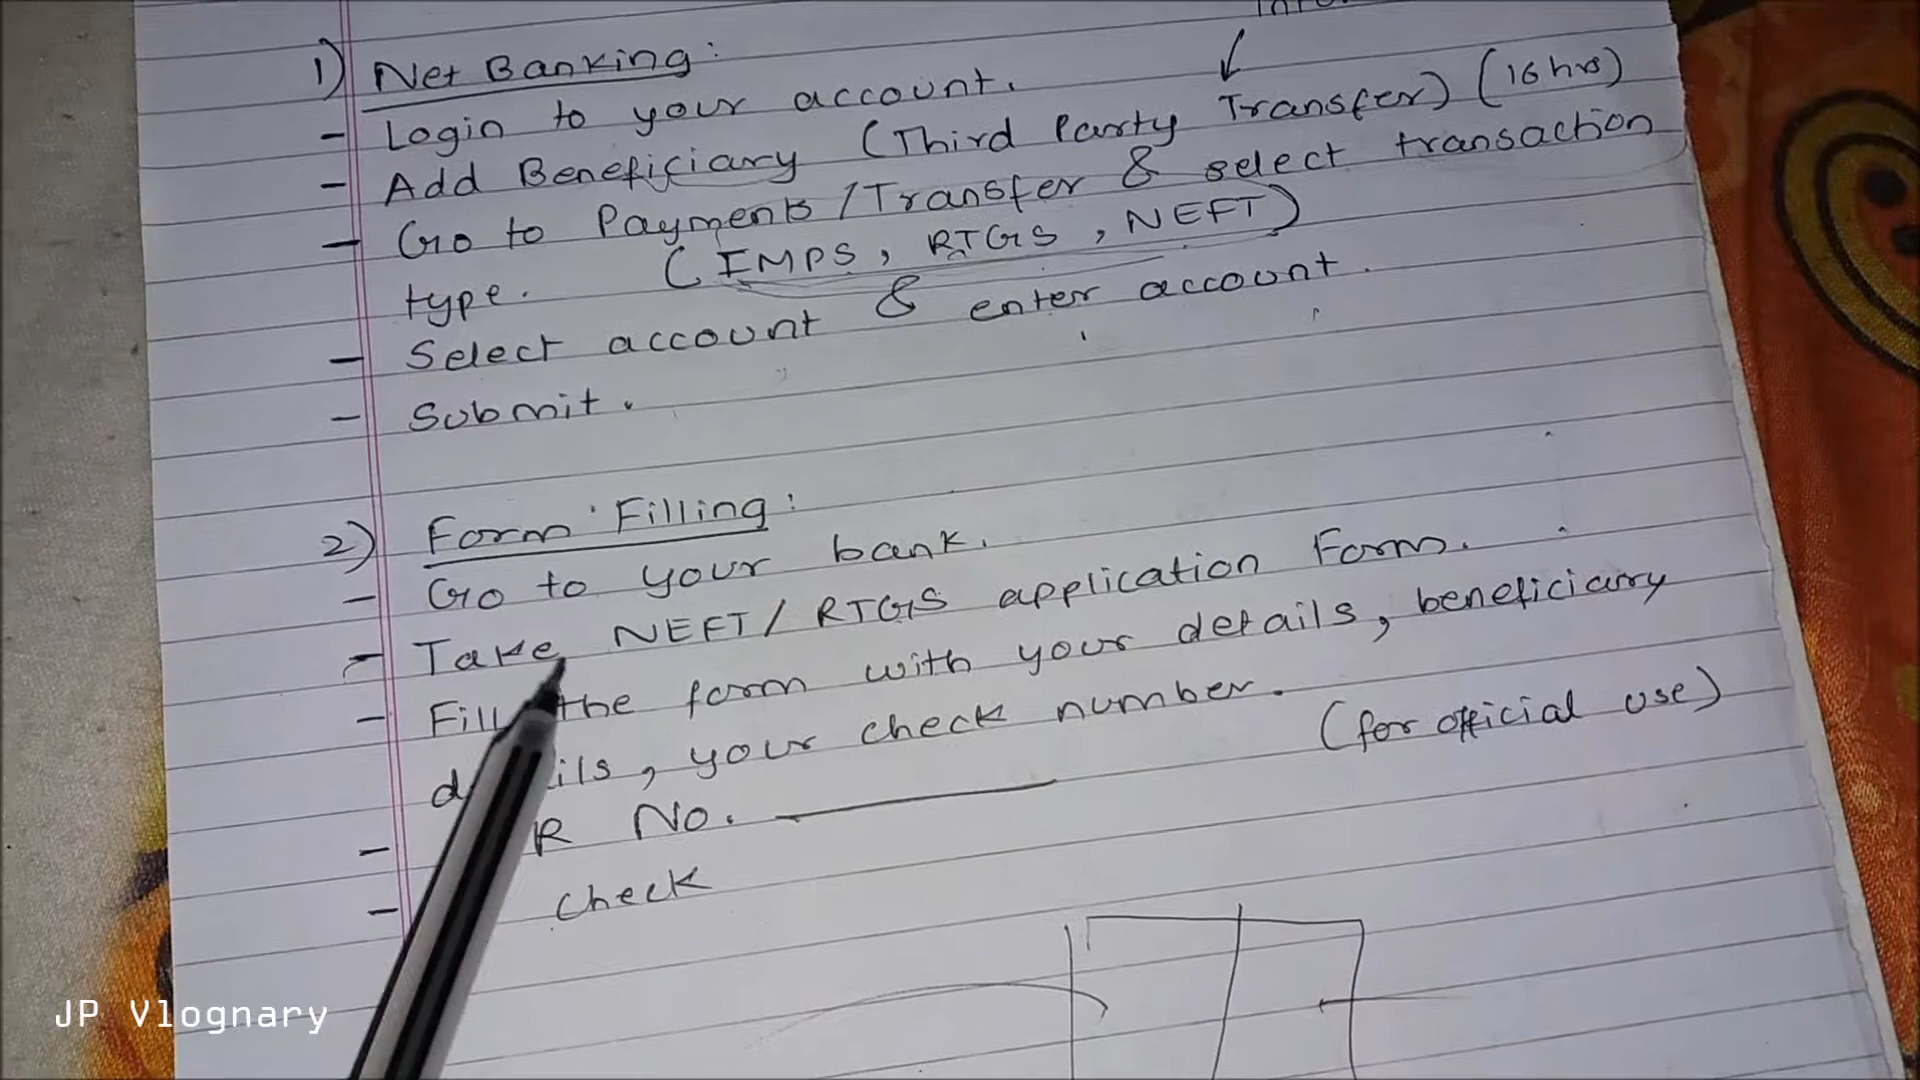 1) Net Banking:
- Login to your account.
- Add Beneficiary (Third Party Transfer) (16 hrs)
- Go to Payments/Transfer & select transaction
type. (IMPS, RTGS, NEFT)
- Select account & enter account.
- Submit.
2) Form Filling:
- Go to your bank.
- Take NEFT/RTGS application form.
- Fill the form with your details, beneficiary
your check number.
- R No. (for official use)
- check
JP Vlognary